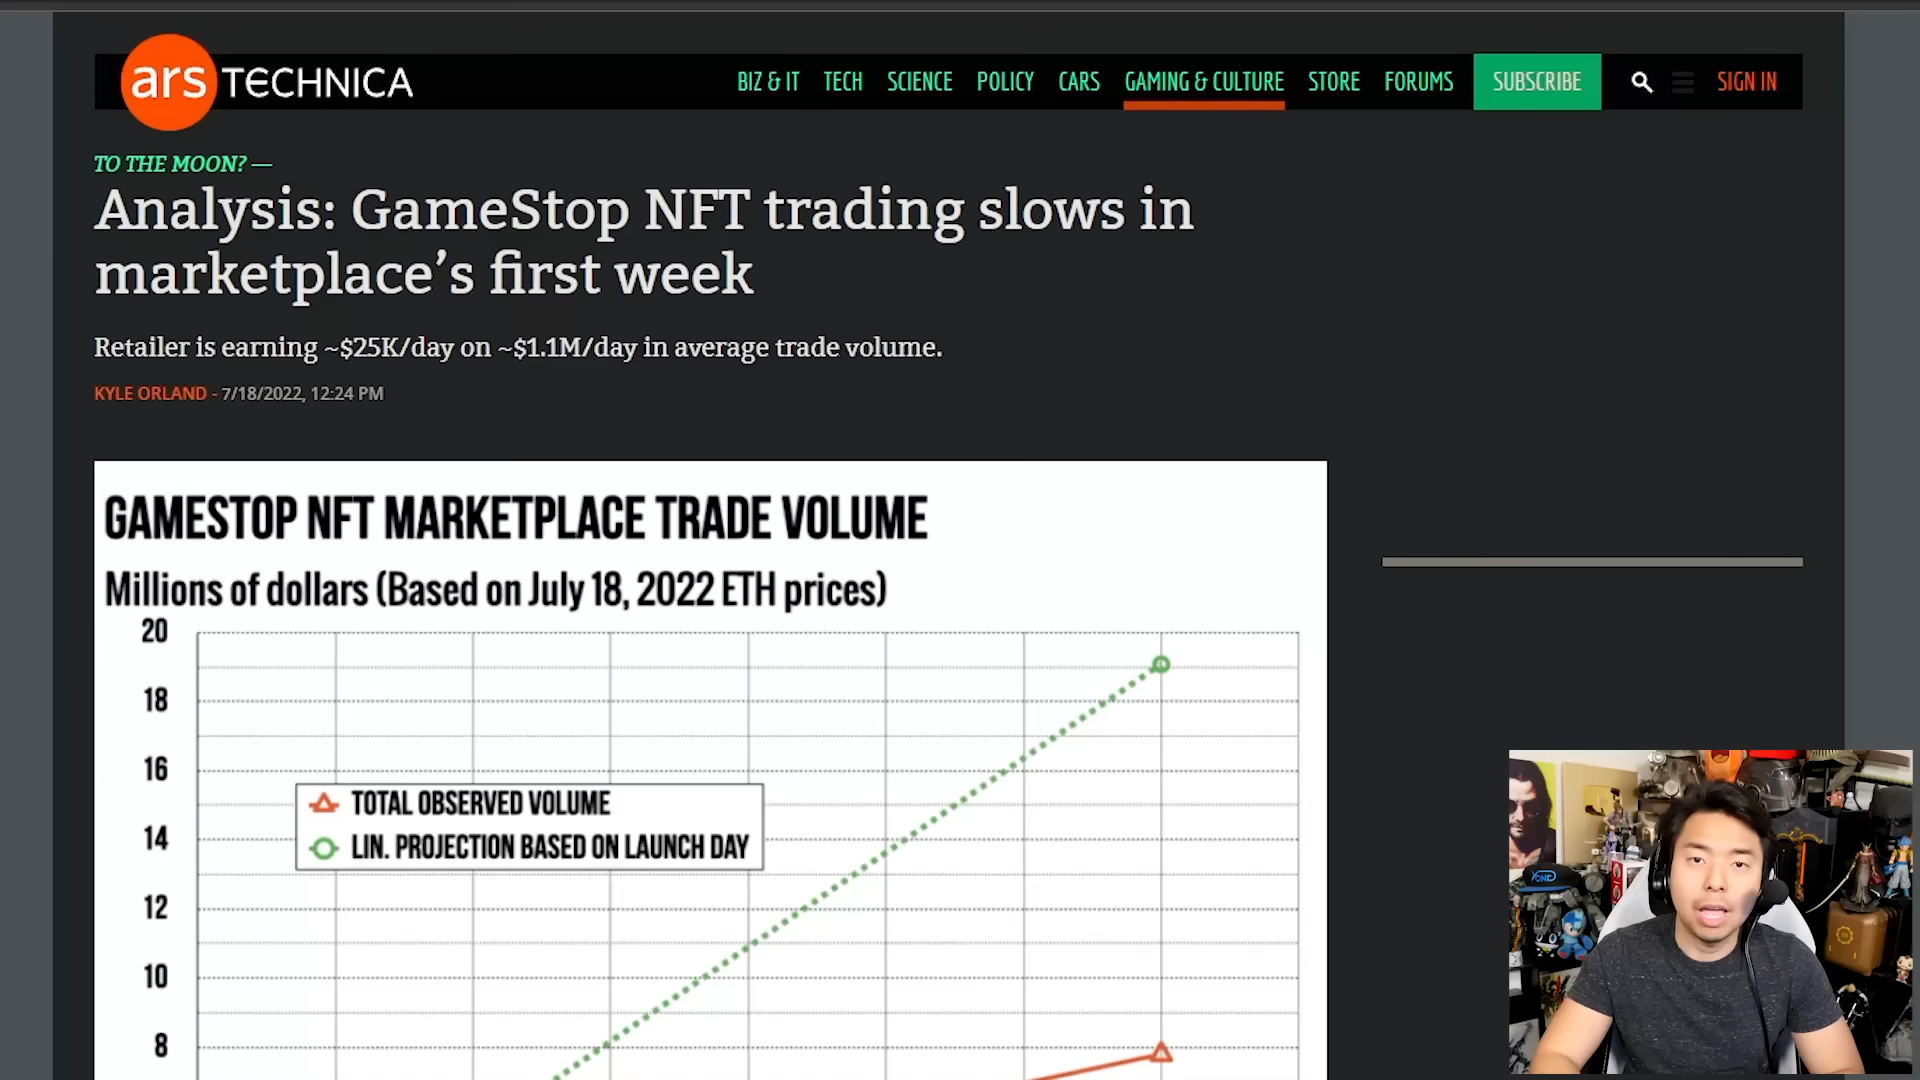 ars TECHNICA
BIZ & IT TECH SCIENCE POLICY CARS GAMING & CULTURE STORE FORUMS SUBSCRIBE SIGN IN
TO THE MOON? —
Analysis: GameStop NFT trading slows in
marketplace’s first week
Retailer is earning ~$25K/day on ~$1.1M/day in average trade volume.
KYLE ORLAND - 7/18/2022, 12:24 PM
GAMESTOP NFT MARKETPLACE TRADE VOLUME
Millions of dollars (Based on July 18, 2022 ETH prices)
20
18
16
TOTAL OBSERVED VOLUME
14
LIN. PROJECTION BASED ON LAUNCH DAY
12
10
8